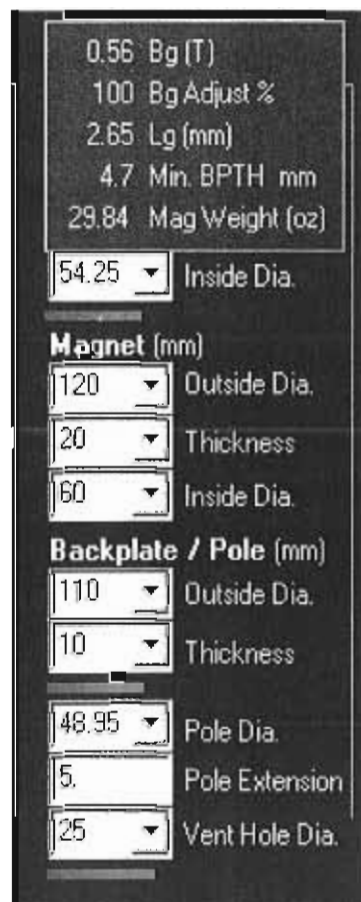 0.56 Bg (T)
100 Bg Adjust %
2.65 Lg (mm)
4.7 Min. BPTH mm
29.84 Mag Weight (oz)
54.25 Inside Dia.
Magnet (mm)
120 Outside Dia.
20 Thickness
60 Inside Dia.
Backplate / Pole (mm)
110 Outside Dia.
10 Thickness
48.95 Pole Dia.
5. Pole Extension
25 Vent Hole Dia.